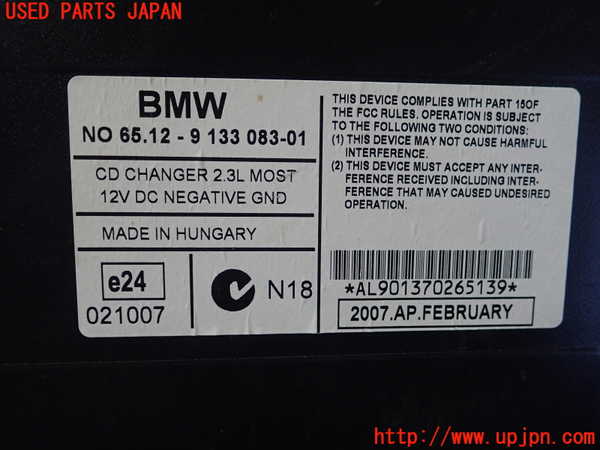 USED PARTS JAPAN
BMW
NO 65.12 - 9 133 083-01
CD CHANGER 2.3L MOST
12V DC NEGATIVE GND
MADE IN HUNGARY
e24
021007
N18
THIS DEVICE COMPLIES WITH PART 15OF
THE FCC RULES. OPERATION IS SUBJECT
TO THE FOLLOWING TWO CONDITIONS:
(1) THIS DEVICE MAY NOT CAUSE HARMFUL
INTERFERENCE.
(2) THIS DEVICE MUST ACCEPT ANY INTER-
FERENCE RECEIVED INCLUDING INTER-
FERENCE THAT MAY CAUSED UNDESIRED
OPERATION.
*AL901370265139*
2007.AP.FEBRUARY
http://www.upjpn.com/